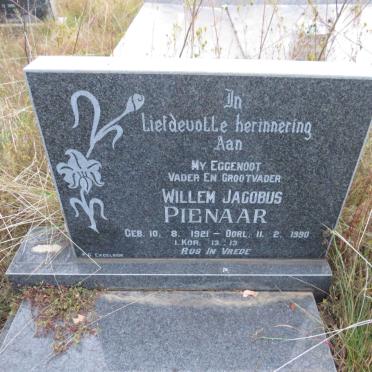 In
Liefdevolle herinnering
Aan
My Eggenoot
Vader En Grootvader
Willem Jacobus
Pienaar
Geb. 10. 8. 1921 - Oorl. 11. 2. 1990
1. Kor. 13. 13
Rus In Vrede